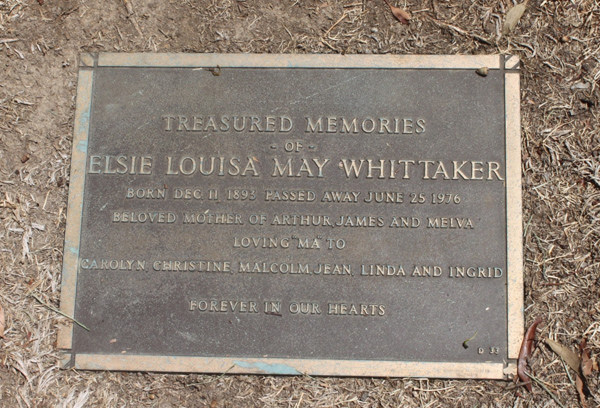 TREASURED MEMORIES
- OF -
ELSIE LOUISA MAY WHITTAKER
BORN DEC 11, 1893 PASSED AWAY JUNE 25 1976
BELOVED MOTHER OF ARTHUR, JAMES AND MELVA
LOVING "MA" TO
CAROLYN, CHRISTINE, MALCOLM, JEAN, LINDA AND INGRID
FOREVER IN OUR HEARTS
D 33